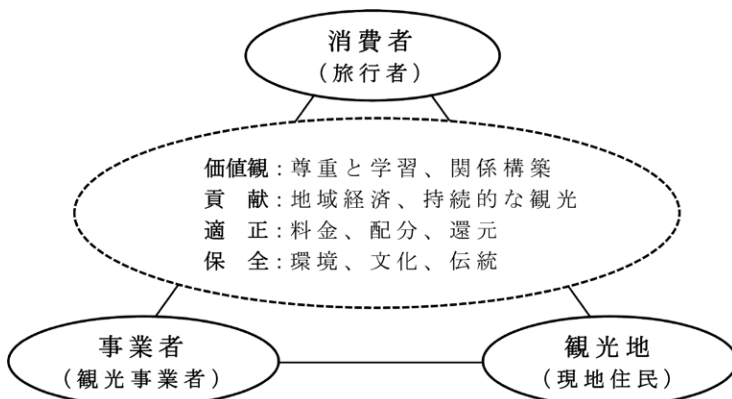 消費者
（旅行者）
価値観：尊重と学習、関係構築
貢　献：地域経済、持続的な観光
適　正：料金、配分、還元
保　全：環境、文化、伝統
事業者
（観光事業者）
観光地
（現地住民）